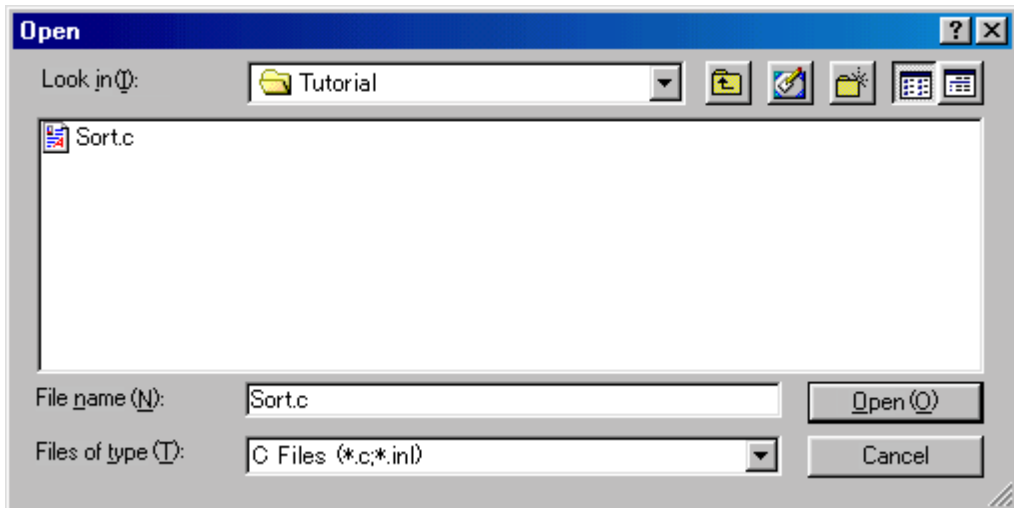 Open
Look in(I):
Tutorial
Sort.c
File name (N):
Sort.c
Open (O)
Files of type (T):
C Files (*.c;*.inl)
Cancel